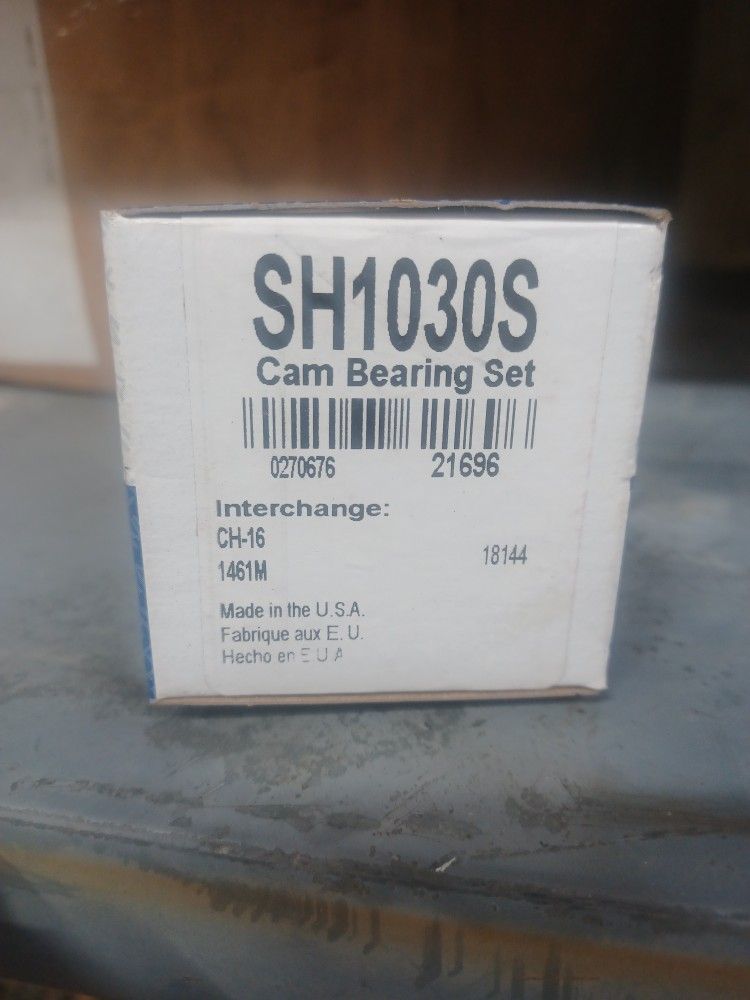 SH1030S
Cam Bearing Set
0270676 21696
Interchange:
CH-16
1461M 18144
Made in the U.S.A.
Fabrique aux E. U.
Hecho en E U A